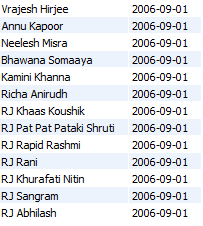 Vrajesh Hirjee 2006-09-01
Annu Kapoor 2006-09-01
Neelesh Misra 2006-09-01
Bhawana Somaaya 2006-09-01
Kamini Khanna 2006-09-01
Richa Anirudh 2006-09-01
RJ Khaas Koushik 2006-09-01
RJ Pat Pat Pataki Shruti 2006-09-01
RJ Rapid Rashmi 2006-09-01
RJ Rani 2006-09-01
RJ Khurafati Nitin 2006-09-01
RJ Sangram 2006-09-01
RJ Abhilash 2006-09-01